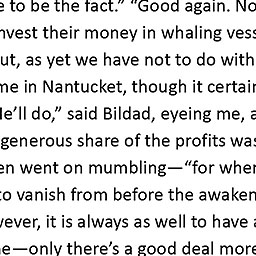 e to be the fact.” “Good again. No
nvest their money in whaling vess
ut, as yet we have not to do with
me in Nantucket, though it certai
He’ll do,” said Bildad, eyeing me, a
generous share of the profits was
en went on mumbling—“for wher
to vanish from before the awaken
vever, it is always as well to have a
ne—only there’s a good deal more